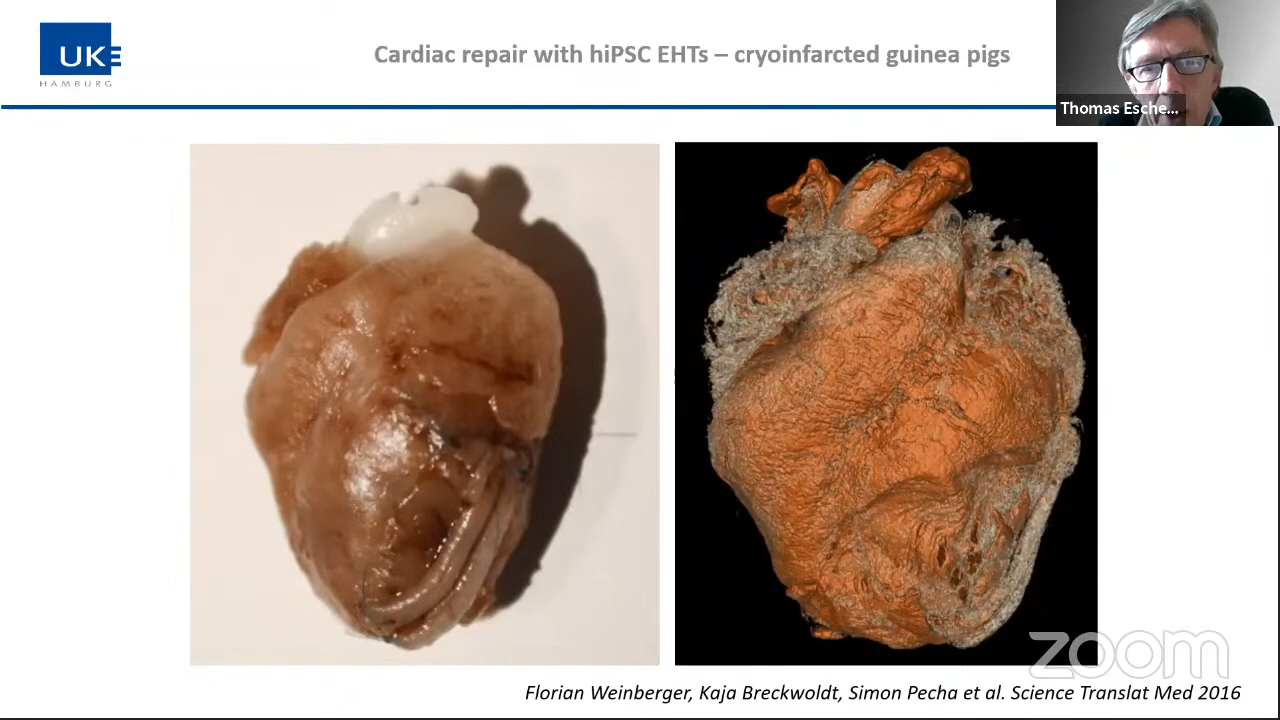 UKE
HAMBURG
Cardiac repair with hiPSC EHTs – cryoinfarcted guinea pigs
Thomas Esche...
zoom
Florian Weinberger, Kaja Breckwoldt, Simon Pecha et al. Science Translat Med 2016